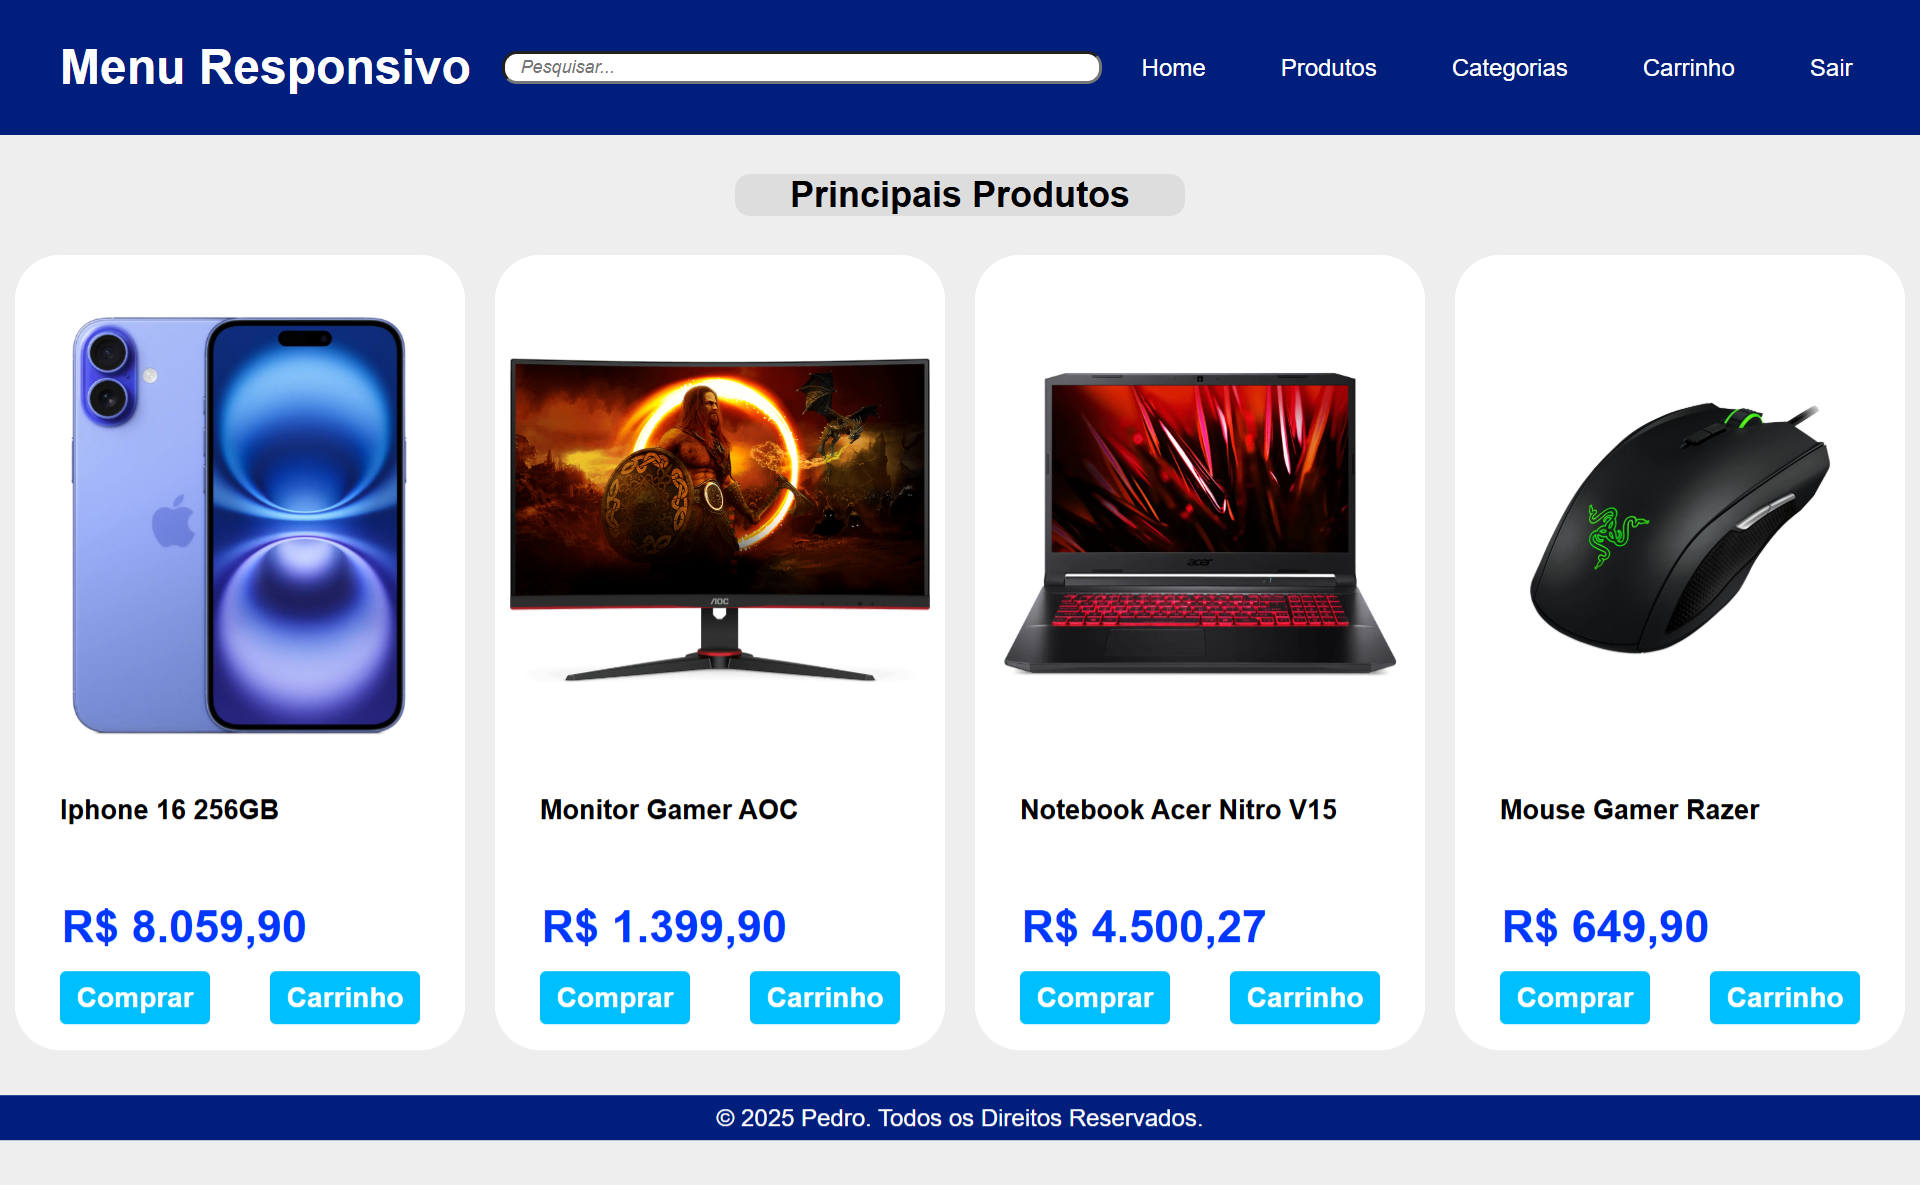 Menu Responsivo
Pesquisar...
Home
Produtos
Categorias
Carrinho
Sair
Principais Produtos
AOC
acer
Iphone 16 256GB
Monitor Gamer AOC
Notebook Acer Nitro V15
Mouse Gamer Razer
R$ 8.059,90
R$ 1.399,90
R$ 4.500,27
R$ 649,90
Comprar
Carrinho
Comprar
Carrinho
Comprar
Carrinho
Comprar
Carrinho
© 2025 Pedro. Todos os Direitos Reservados.